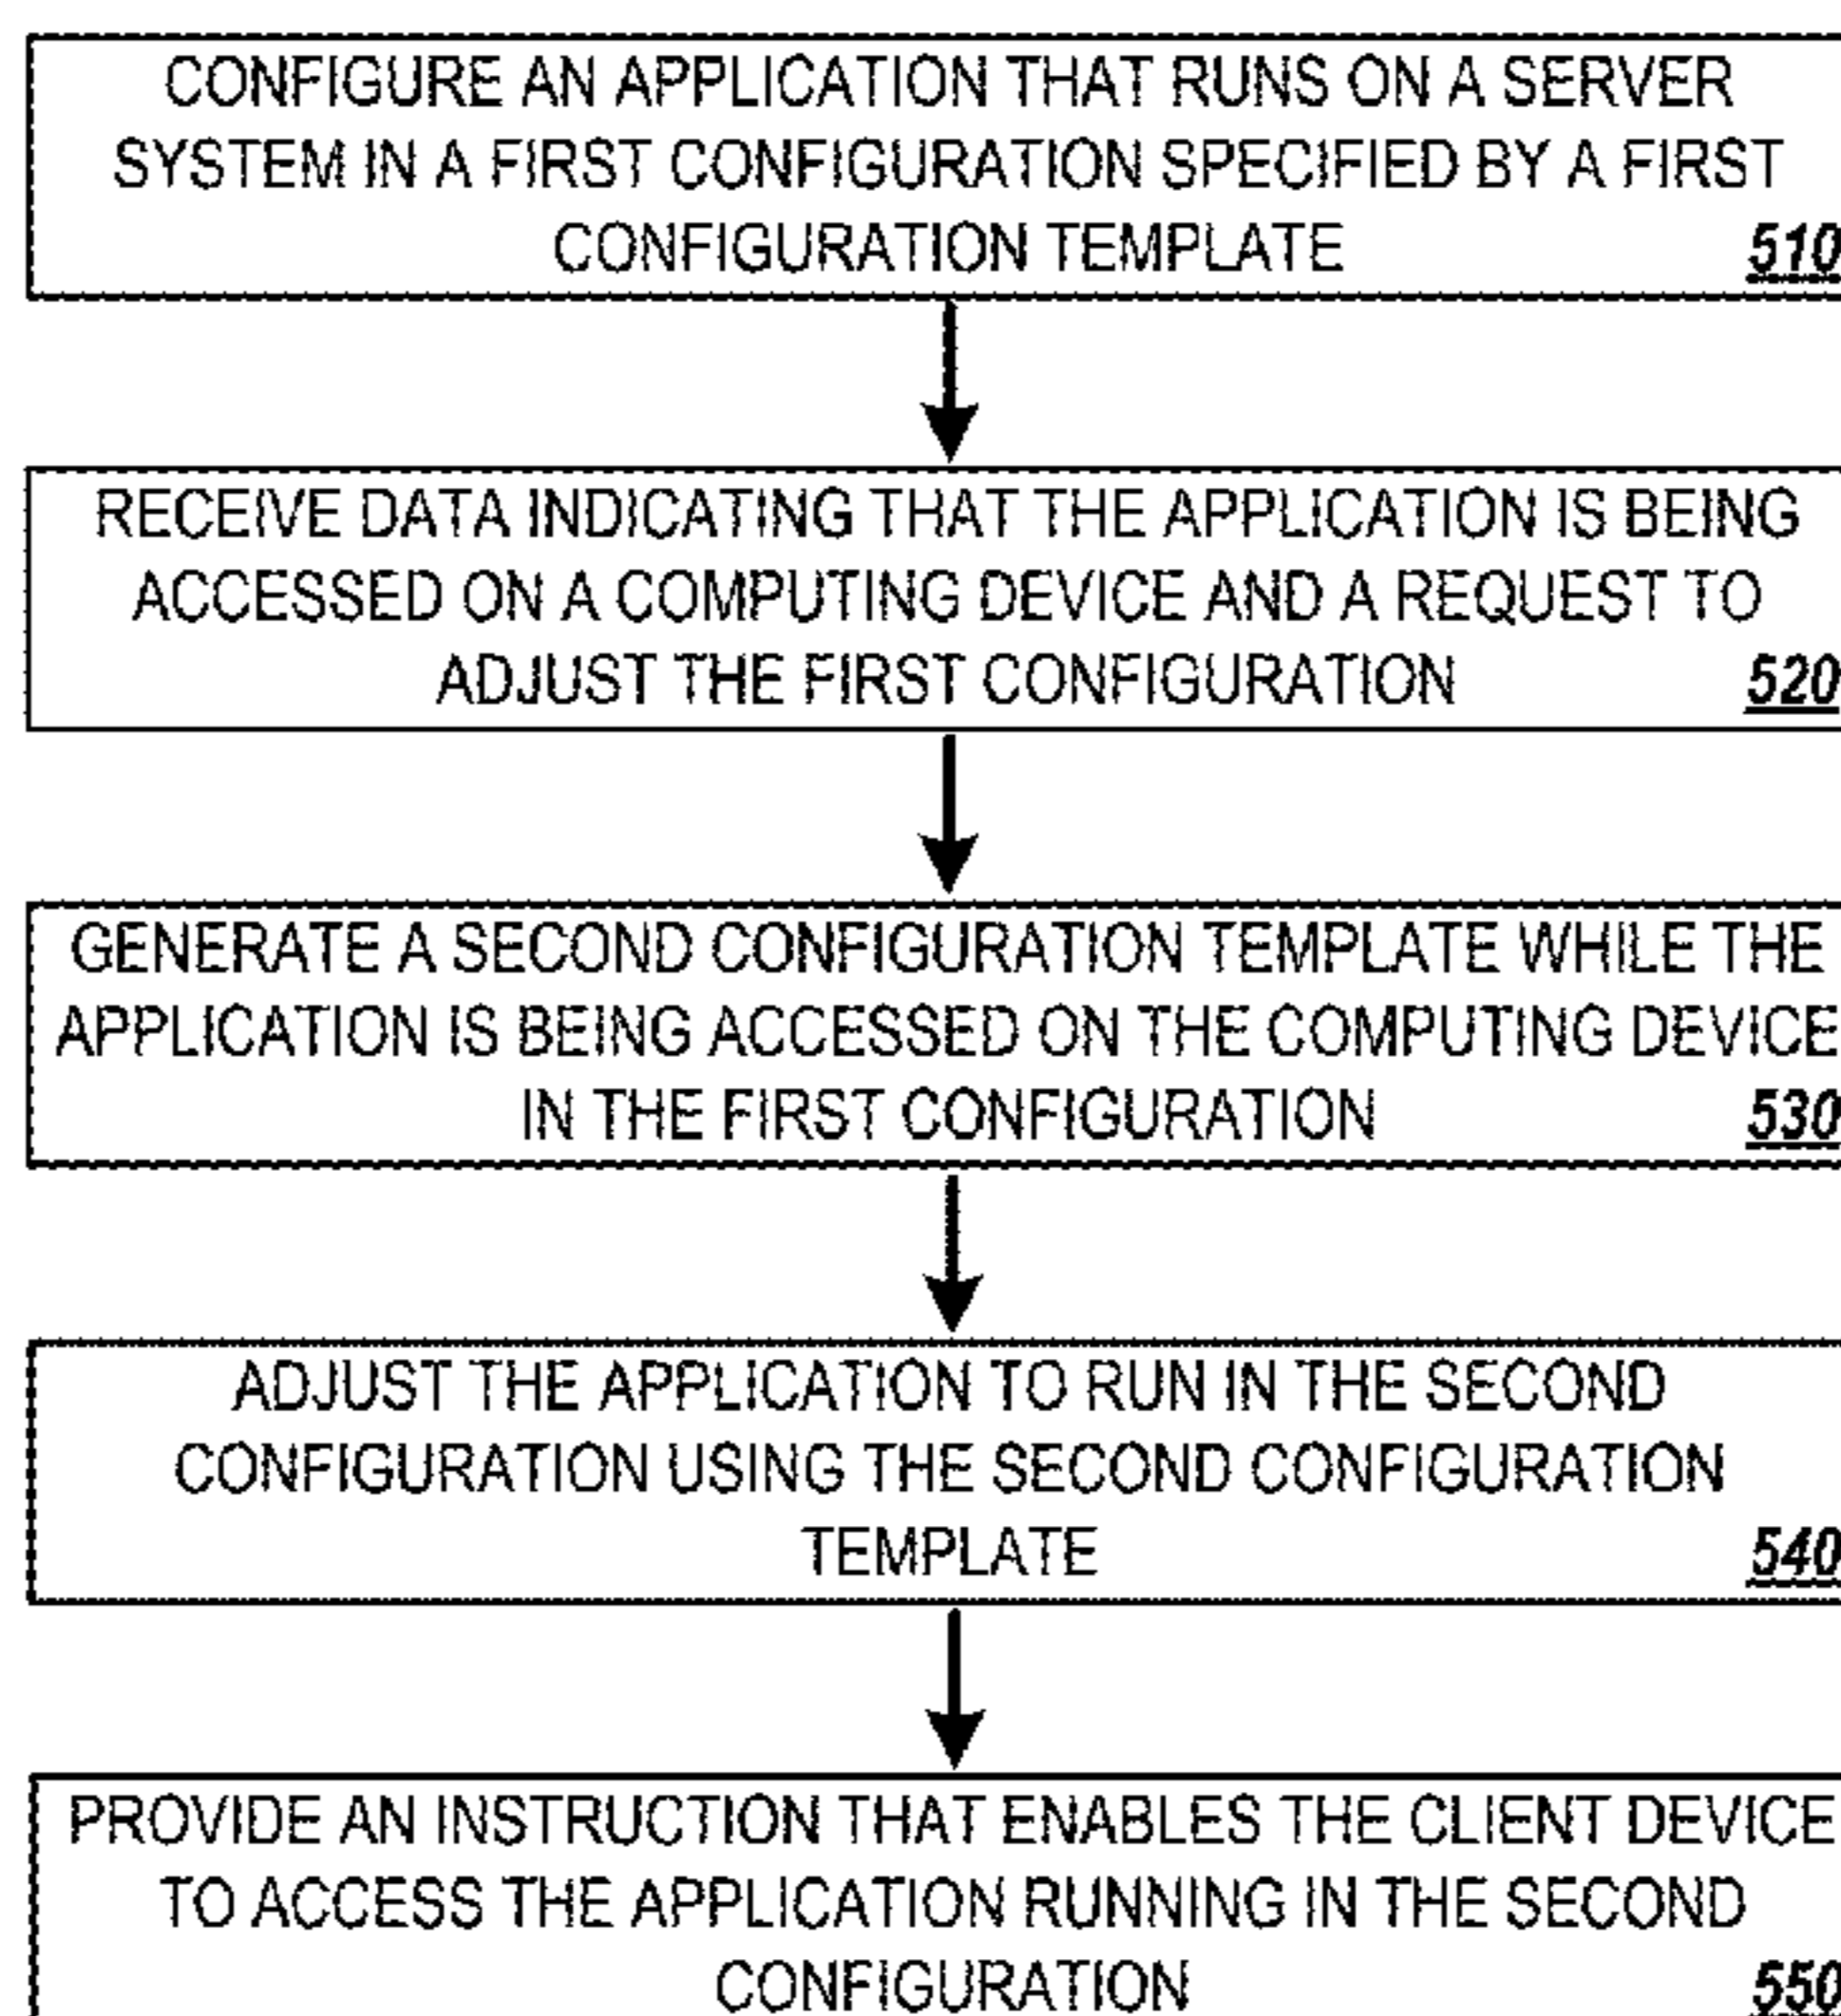 CONFIGURE AN APPLICATION THAT RUNS ON A SERVER
SYSTEM IN A FIRST CONFIGURATION SPECIFIED BY A FIRST
CONFIGURATION TEMPLATE 510
RECEIVE DATA INDICATING THAT THE APPLICATION IS BEING
ACCESSED ON A COMPUTING DEVICE AND A REQUEST TO
ADJUST THE FIRST CONFIGURATION 520
GENERATE A SECOND CONFIGURATION TEMPLATE WHILE THE
APPLICATION IS BEING ACCESSED ON THE COMPUTING DEVICE
IN THE FIRST CONFIGURATION 530
ADJUST THE APPLICATION TO RUN IN THE SECOND
CONFIGURATION USING THE SECOND CONFIGURATION
TEMPLATE 540
PROVIDE AN INSTRUCTION THAT ENABLES THE CLIENT DEVICE
TO ACCESS THE APPLICATION RUNNING IN THE SECOND
CONFIGURATION 550